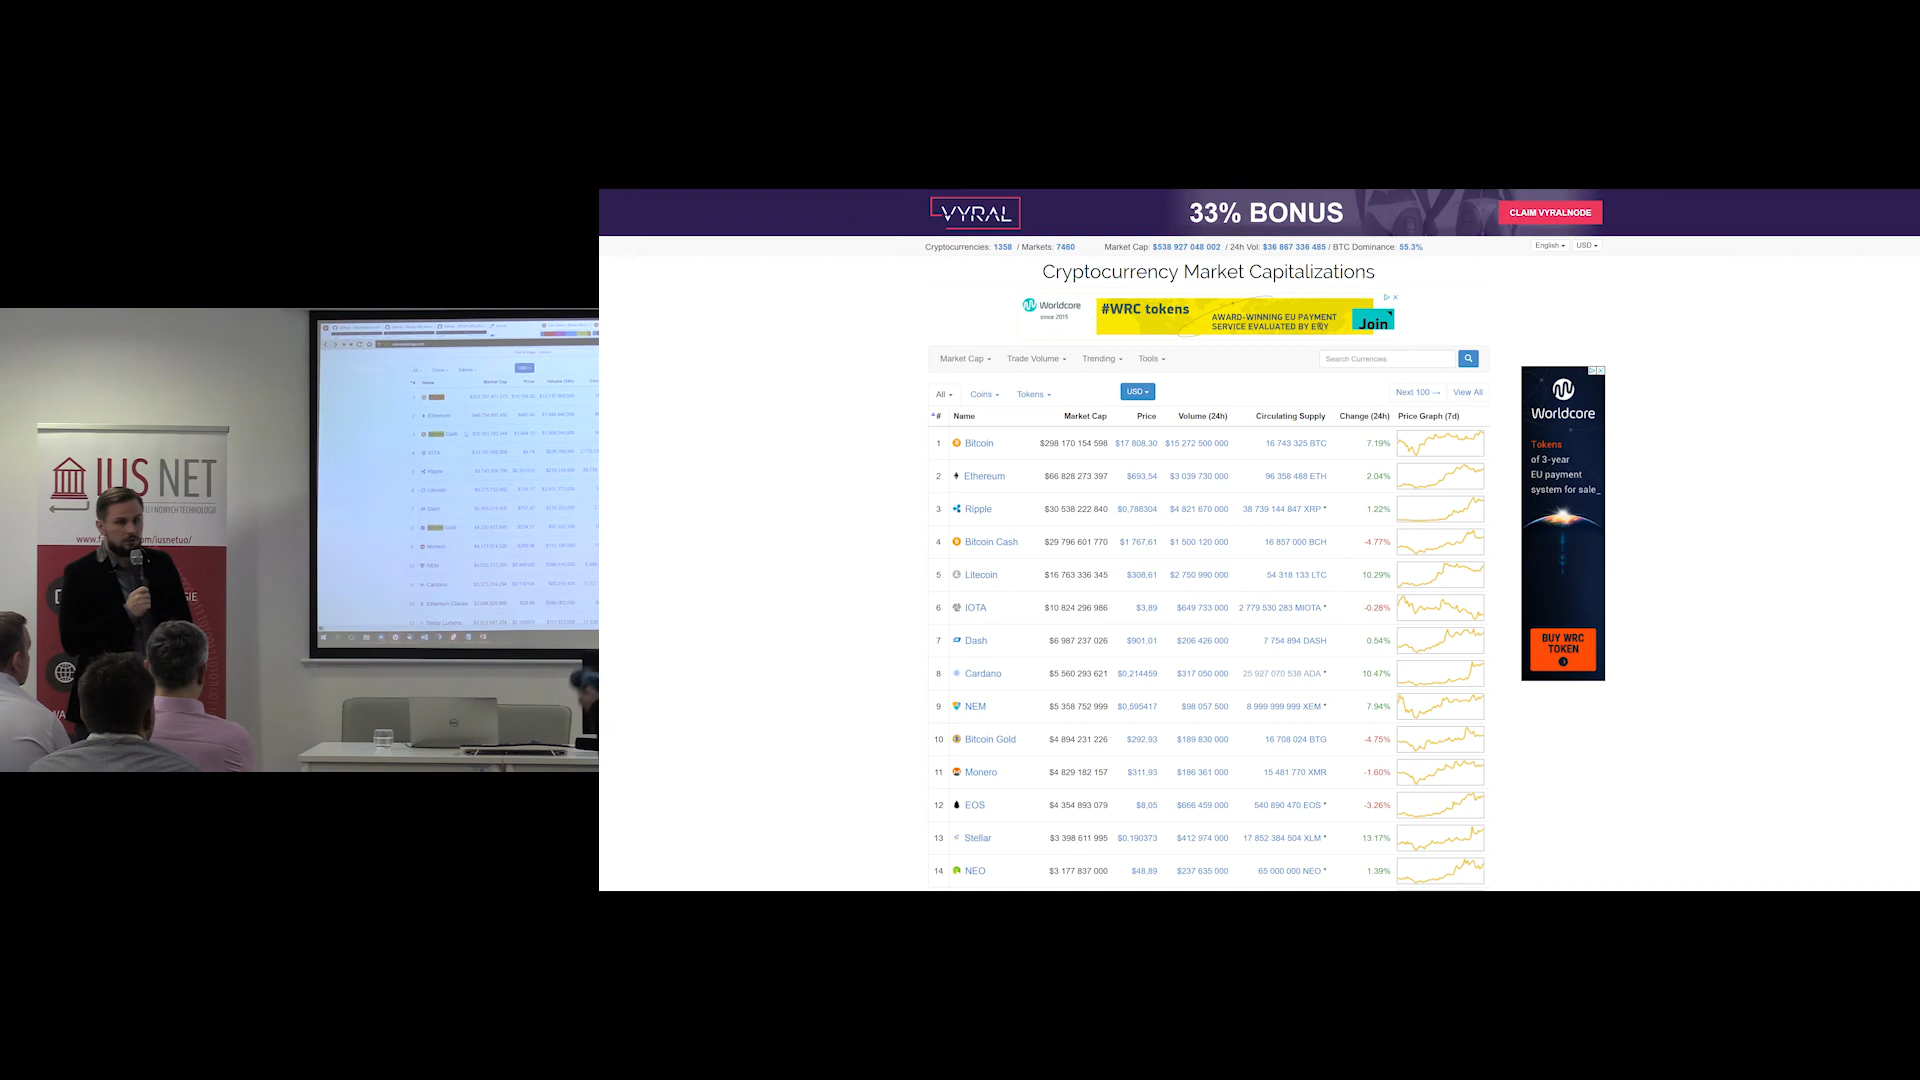 VYRAL
33% BONUS
CLAIM VYRALNODE
Cryptocurrencies: 1358 / Markets: 7460
Market Cap: $538 927 048 002 / 24h Vol: $36 867 336 485 / BTC Dominance: 55.3%
English
USD
Cryptocurrency Market Capitalizations
Worldcore
since 2015
#WRC tokens
AWARD-WINNING EU PAYMENT
SERVICE EVALUATED BY E&Y
Join
Market Cap
Trade Volume
Trending
Tools
Search Currencies
All
Coins
Tokens
USD
Next 100 →
View All
# Name Market Cap Price Volume (24h) Circulating Supply Change (24h) Price Graph (7d)
1 Bitcoin $298 170 154 598 $17 808,30 $15 272 500 000 16 743 325 BTC 7.19%
2 Ethereum $66 828 273 397 $693,54 $3 039 730 000 96 358 488 ETH 2.04%
3 Ripple $30 538 222 840 $0,788304 $4 821 670 000 38 739 144 847 XRP * 1.22%
4 Bitcoin Cash $29 796 601 770 $1 767,61 $1 500 120 000 16 857 000 BCH -4.77%
5 Litecoin $16 763 336 345 $308,61 $2 750 990 000 54 318 133 LTC 10.29%
6 IOTA $10 824 296 986 $3,89 $649 733 000 2 779 530 283 MIOTA * -0.28%
7 Dash $6 987 237 026 $901,01 $206 426 000 7 754 894 DASH 0.54%
8 Cardano $5 560 293 621 $0,214459 $317 050 000 25 927 070 538 ADA * 10.47%
9 NEM $5 358 752 999 $0,595417 $98 057 500 8 999 999 999 XEM * 7.94%
10 Bitcoin Gold $4 894 231 226 $292,93 $189 830 000 16 708 024 BTG -4.75%
11 Monero $4 829 182 157 $311,93 $186 361 000 15 481 770 XMR -1.60%
12 EOS $4 354 893 079 $8,05 $666 459 000 540 890 470 EOS * -3.26%
13 Stellar $3 398 611 995 $0,190373 $412 974 000 17 852 384 504 XLM * 13.17%
14 NEO $3 177 837 000 $48,89 $237 635 000 65 000 000 NEO * 1.39%
Worldcore
Tokens
of 3-year
EU payment
system for sale_
BUY WRC
TOKEN
IUS NET